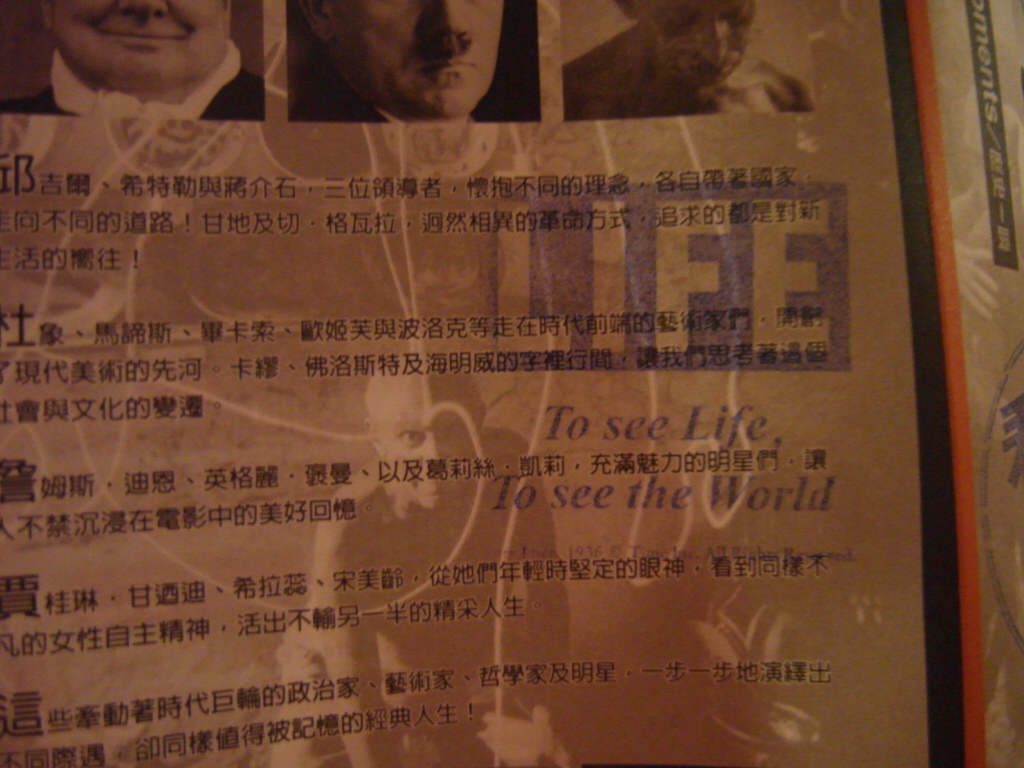 邱吉爾、希特勒與蔣介石，三位領導者，懷抱不同的理念，各自帶著國家，
走向不同的道路！甘地及切‧格瓦拉，迥然相異的革命方式，追求的都是對新
生活的嚮往！
LIFE
杜象、馬諦斯、畢卡索、歐姬芙與波洛克等走在時代前端的藝術家們，開創
了現代美術的先河。卡繆、佛洛斯特及海明威的字裡行間，讓我們思考著這個
社會與文化的變遷。
To see Life,
To see the World
詹姆斯‧迪恩、英格麗‧褒曼、以及葛莉絲‧凱莉，充滿魅力的明星們，讓
人不禁沉浸在電影中的美好回憶。
1936 © Time Inc. All Rights Reserved.
賈桂琳‧甘迺迪、希拉蕊、宋美齡，從她們年輕時堅定的眼神，看到同樣不
凡的女性自主精神，活出不輸另一半的精采人生。
這些牽動著時代巨輪的政治家、藝術家、哲學家及明星，一步一步地演繹出
不同際遇，卻同樣值得被記憶的經典人生！